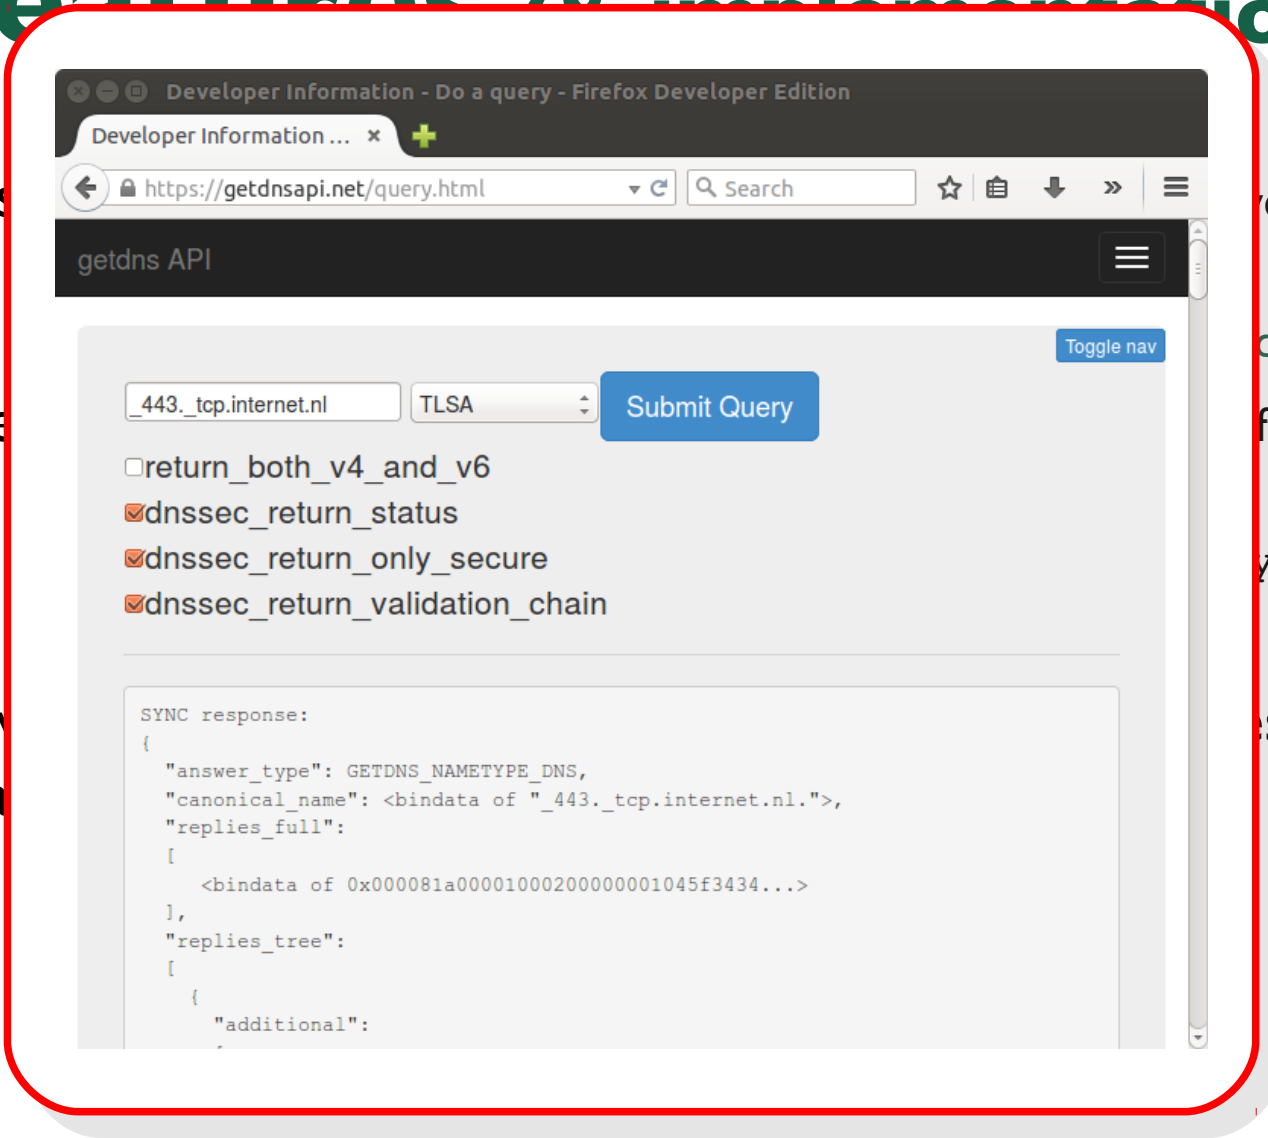 Developer Information - Do a query - Firefox Developer Edition
Developer Information ...
https://getdnsapi.net/query.html
Search
getdns API
Toggle nav
_443._tcp.internet.nl TLSA Submit Query
return_both_v4_and_v6
dnssec_return_status
dnssec_return_only_secure
dnssec_return_validation_chain
SYNC response:
{
"answer_type": GETDNS_NAMETYPE_DNS,
"canonical_name": <bindata of "_443._tcp.internet.nl.">,
"replies_full":
[
<bindata of 0x000081a00001000200000001045f3434...>
],
"replies_tree":
[
{
"additional":